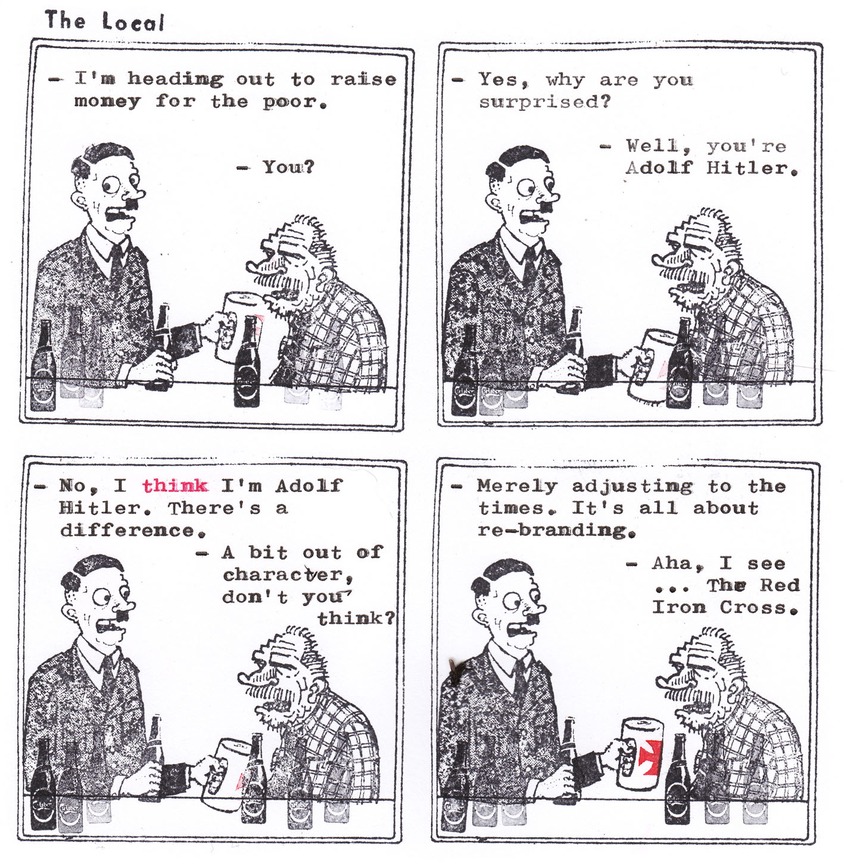 The Local
- I'm heading out to raise
money for the poor.
- You?
- Yes, why are you
surprised?
- Well, you're
Adolf Hitler.
- No, I think I'm Adolf
Hitler. There's a
difference.
- A bit out of
character,
don't you
think?
- Merely adjusting to the
times. It's all about
re-branding.
- Aha, I see
... The Red
Iron Cross.